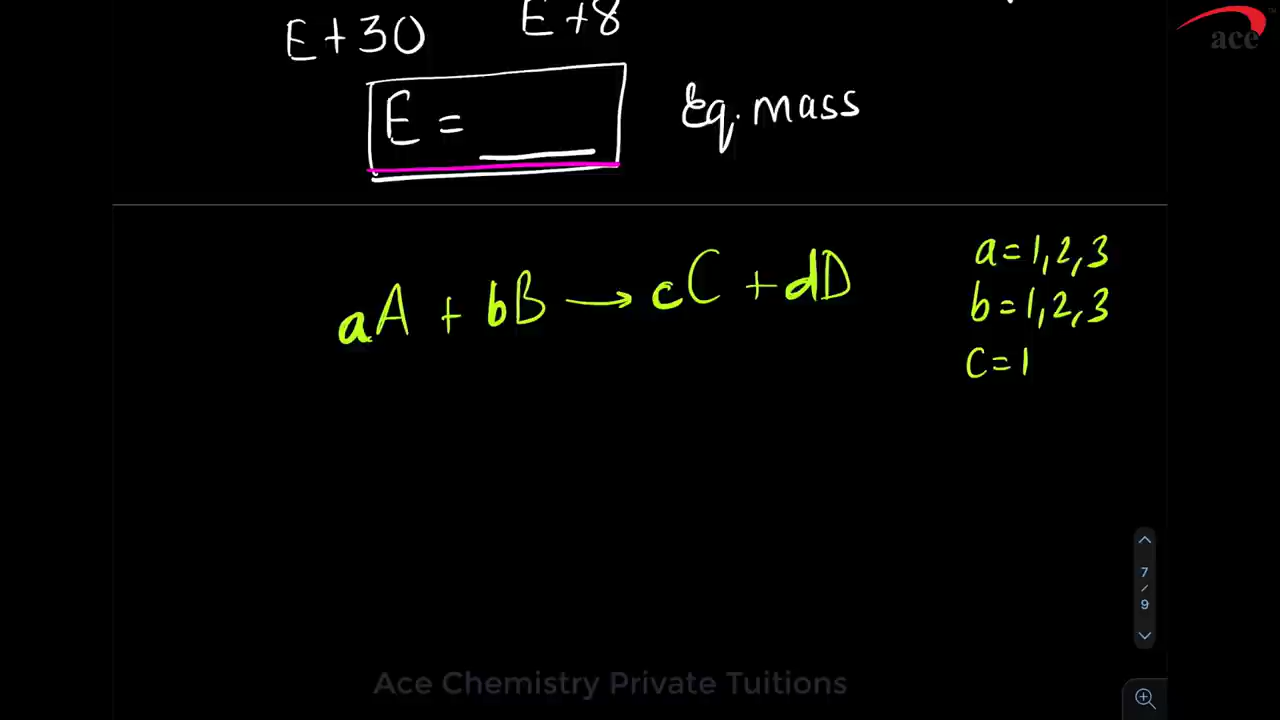 E+30 E+8
ace
E = Eq. mass
aA + bB → cC + dD
a = 1, 2, 3
b = 1, 2, 3
c = 1
7
/
9
Ace Chemistry Private Tuitions